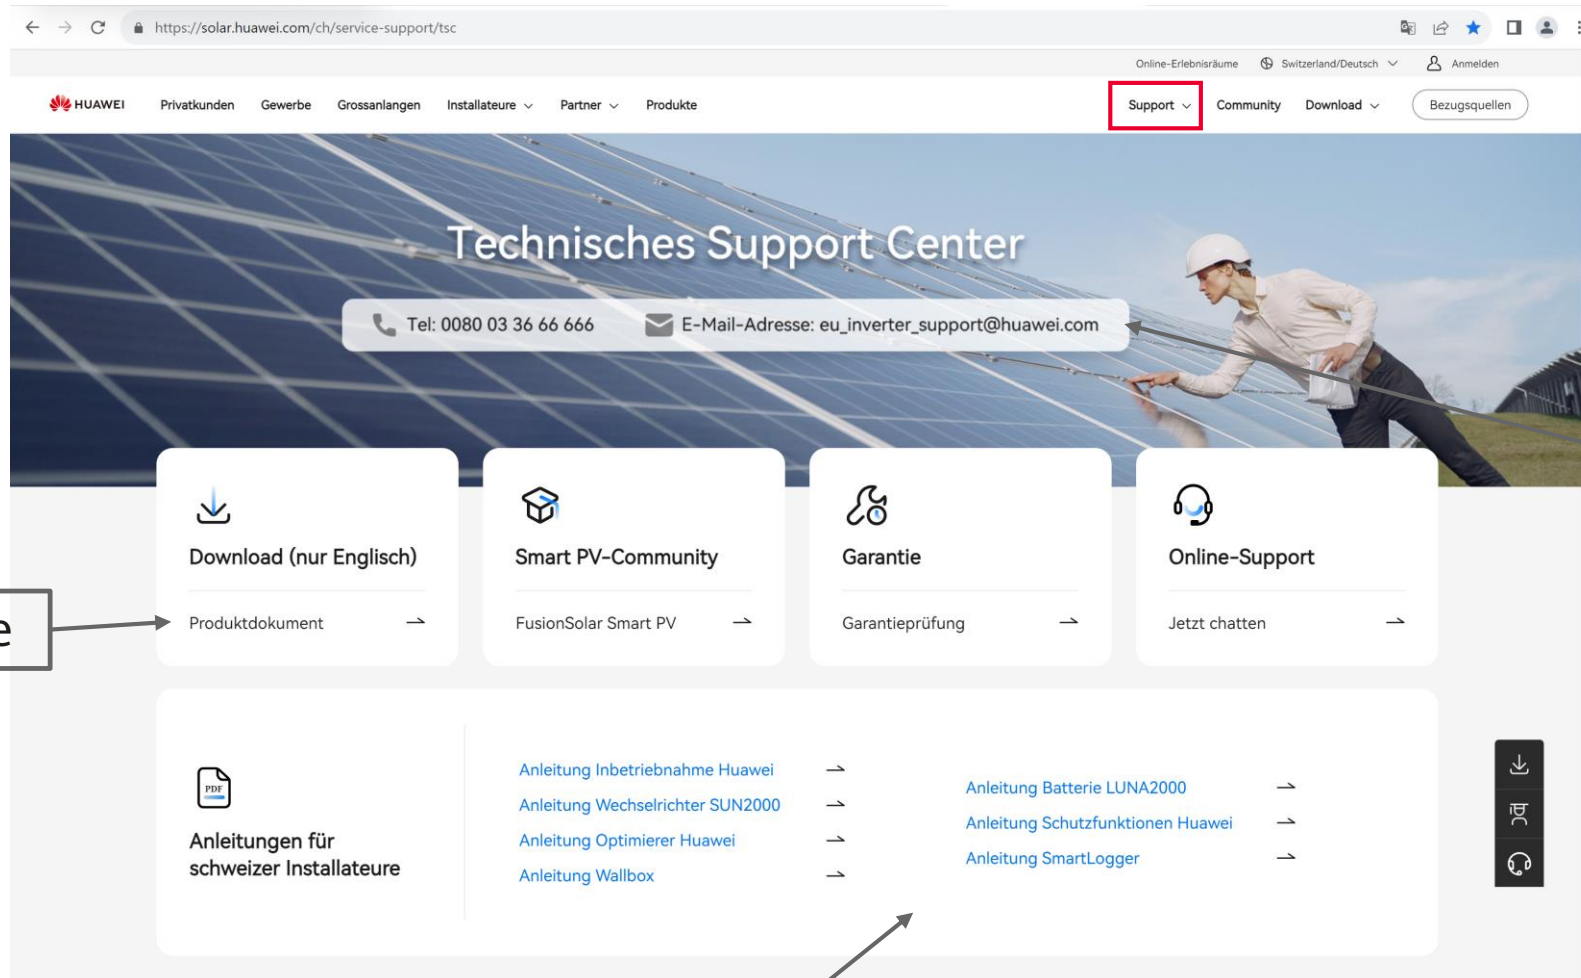 https://solar.huawei.com/ch/service-support/tsc
Online-Erlebnisräume Switzerland/Deutsch Anmelden
HUAWEI Privatkunden Gewerbe Grossanlangen Installateure Partner Produkte Support Community Download Bezugsquellen
Technisches Support Center
Tel: 0080 03 36 66 666 E-Mail-Adresse: eu_inverter_support@huawei.com
Download (nur Englisch)
Produktdokument
Smart PV-Community
FusionSolar Smart PV
Garantie
Garantieprüfung
Online-Support
Jetzt chatten
e
PDF
Anleitungen für
schweizer Installateure
Anleitung Inbetriebnahme Huawei
Anleitung Wechselrichter SUN2000
Anleitung Optimierer Huawei
Anleitung Wallbox
Anleitung Batterie LUNA2000
Anleitung Schutzfunktionen Huawei
Anleitung SmartLogger